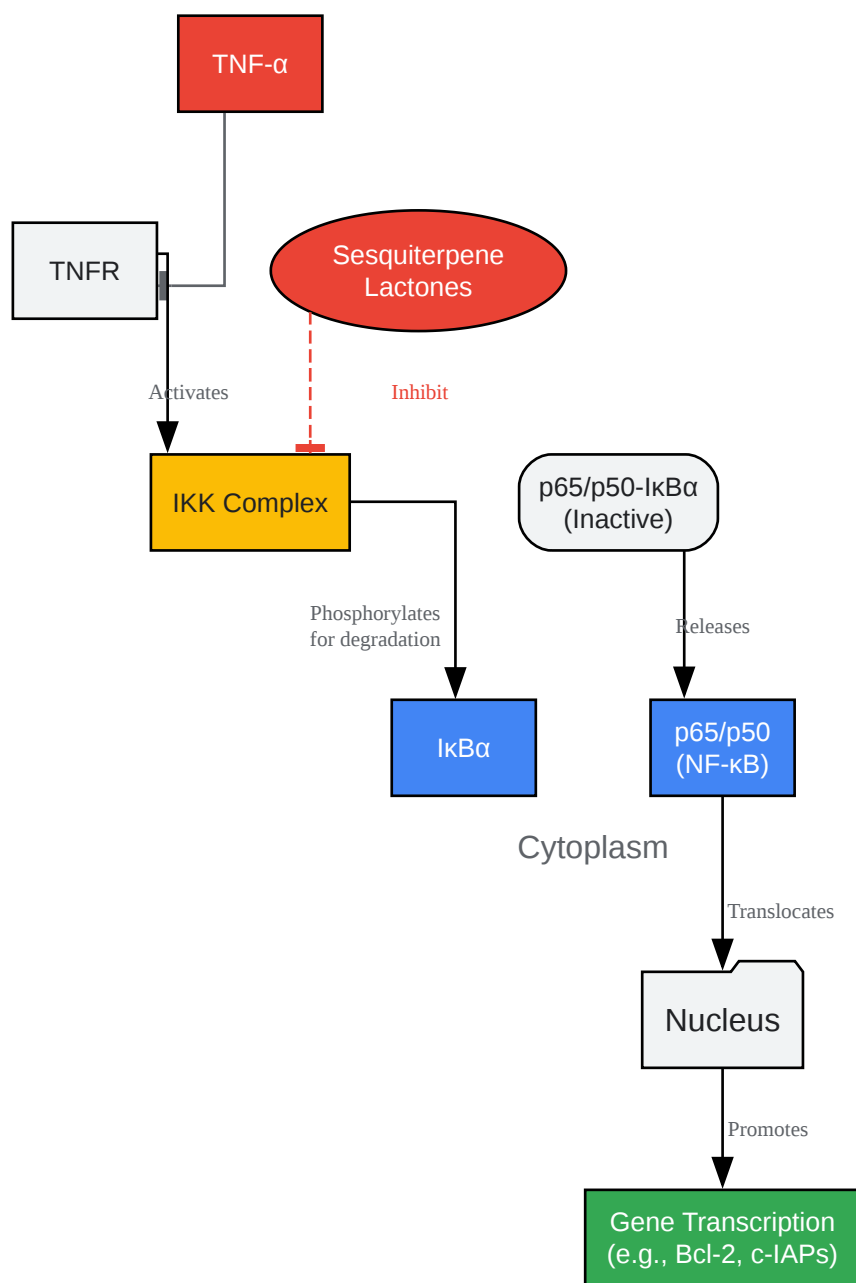 TNF-α
TNFR
Sesquiterpene
Lactones
Activates
Inhibit
IKK Complex
p65/p50-IκBα
(Inactive)
Phosphorylates
for degradation
Releases
IκBα
p65/p50
(NF-κB)
Cytoplasm
Translocates
Nucleus
Promotes
Gene Transcription
(e.g., Bcl-2, c-IAPs)